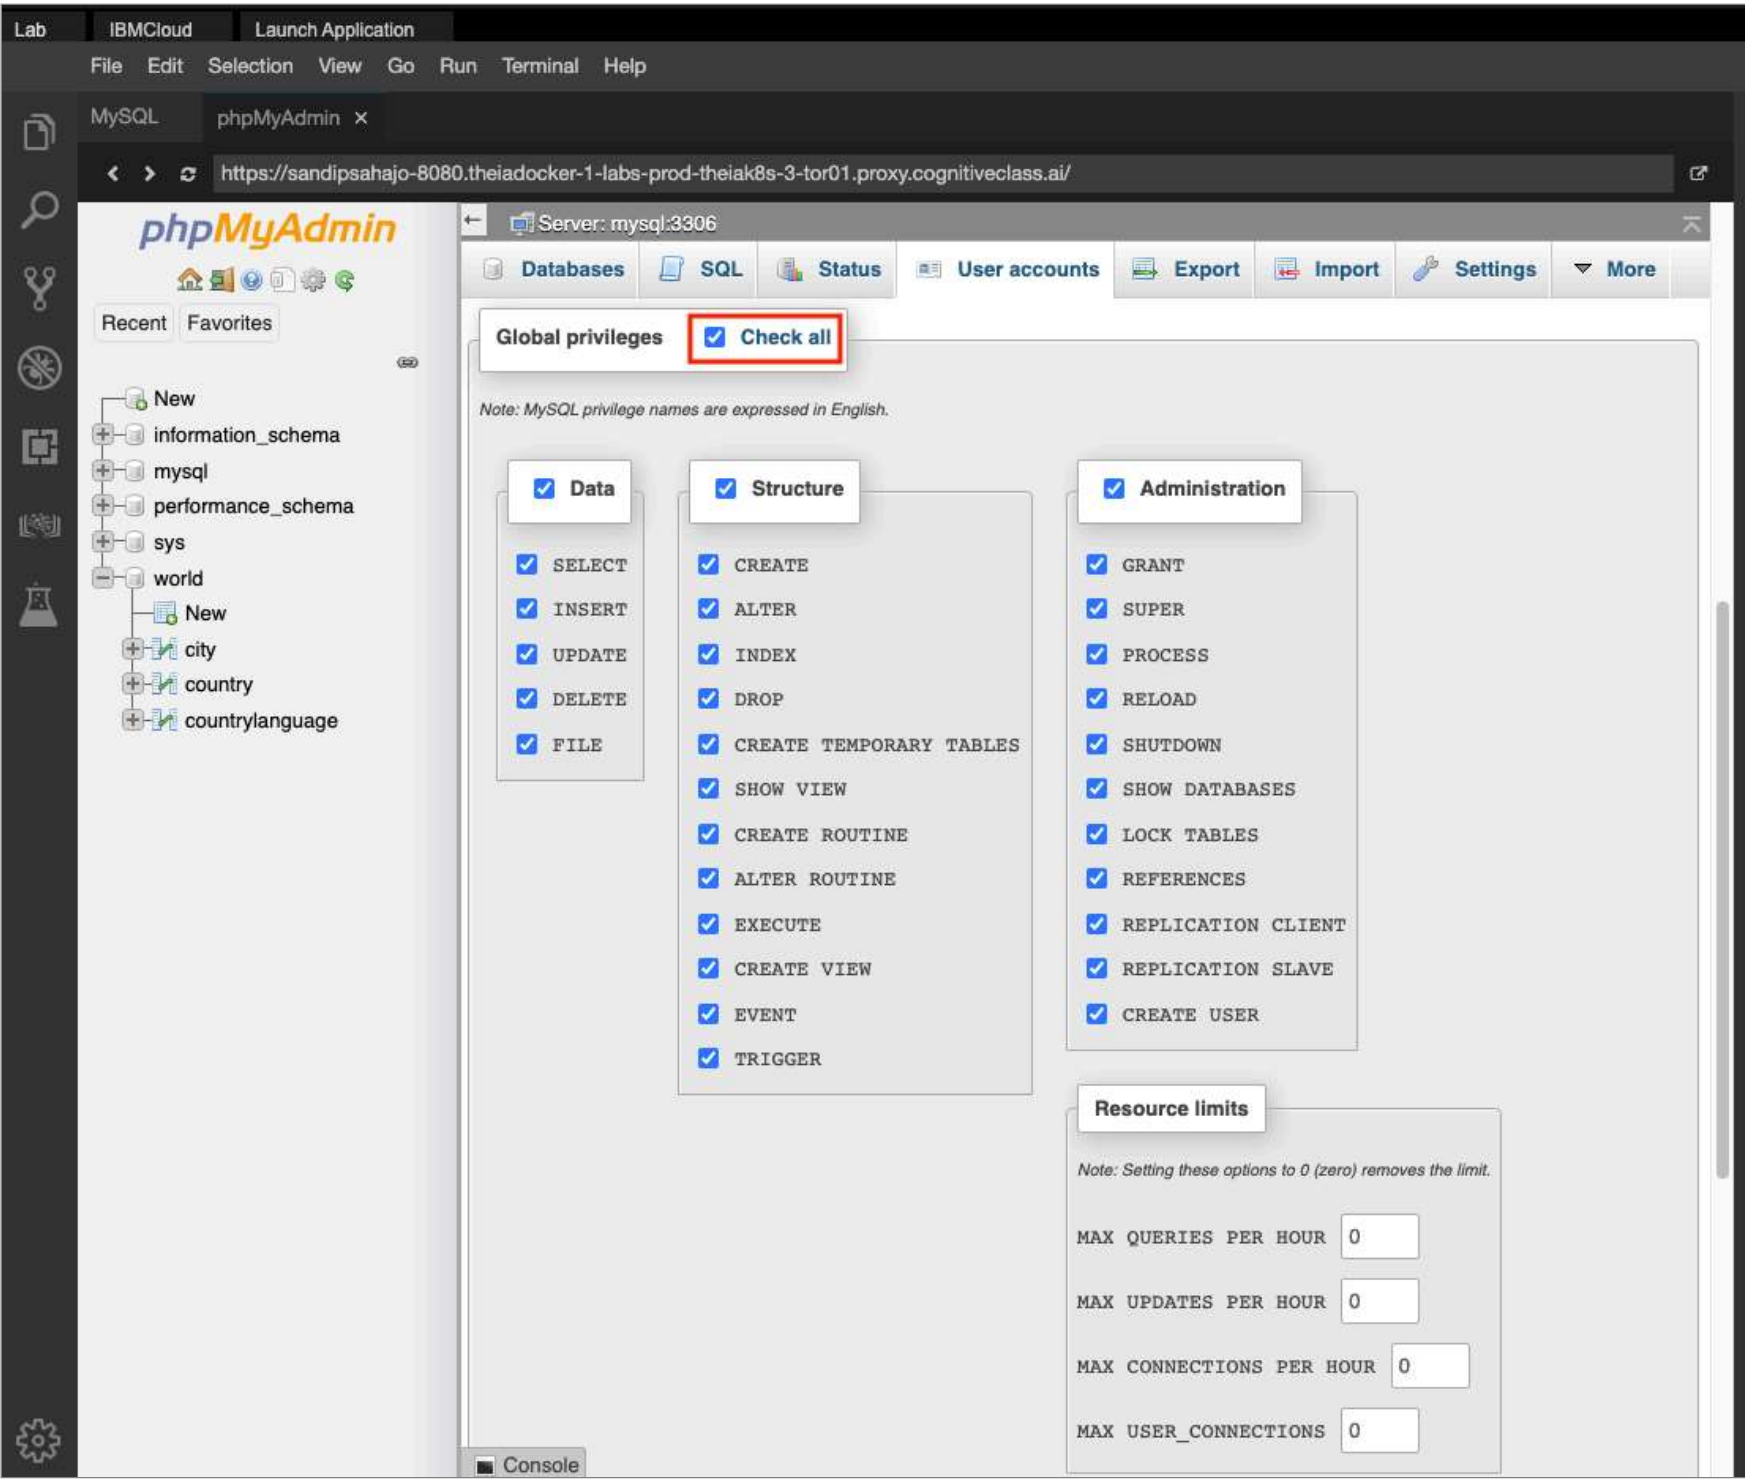 Lab IBMCloud Launch Application
File Edit Selection View Go Run Terminal Help
MySQL phpMyAdmin ×
https://sandipsahajo-8080.theiadocker-1-labs-prod-theiak8s-3-tor01.proxy.cognitiveclass.ai/
phpMyAdmin
Recent Favorites
New
information_schema
mysql
performance_schema
sys
world
New
city
country
countrylanguage
Server: mysql:3306
Databases SQL Status User accounts Export Import Settings More
Global privileges Check all
Note: MySQL privilege names are expressed in English.
Data
SELECT
INSERT
UPDATE
DELETE
FILE
Structure
CREATE
ALTER
INDEX
DROP
CREATE TEMPORARY TABLES
SHOW VIEW
CREATE ROUTINE
ALTER ROUTINE
EXECUTE
CREATE VIEW
EVENT
TRIGGER
Administration
GRANT
SUPER
PROCESS
RELOAD
SHUTDOWN
SHOW DATABASES
LOCK TABLES
REFERENCES
REPLICATION CLIENT
REPLICATION SLAVE
CREATE USER
Resource limits
Note: Setting these options to 0 (zero) removes the limit.
MAX QUERIES PER HOUR 0
MAX UPDATES PER HOUR 0
MAX CONNECTIONS PER HOUR 0
MAX USER_CONNECTIONS 0
Console